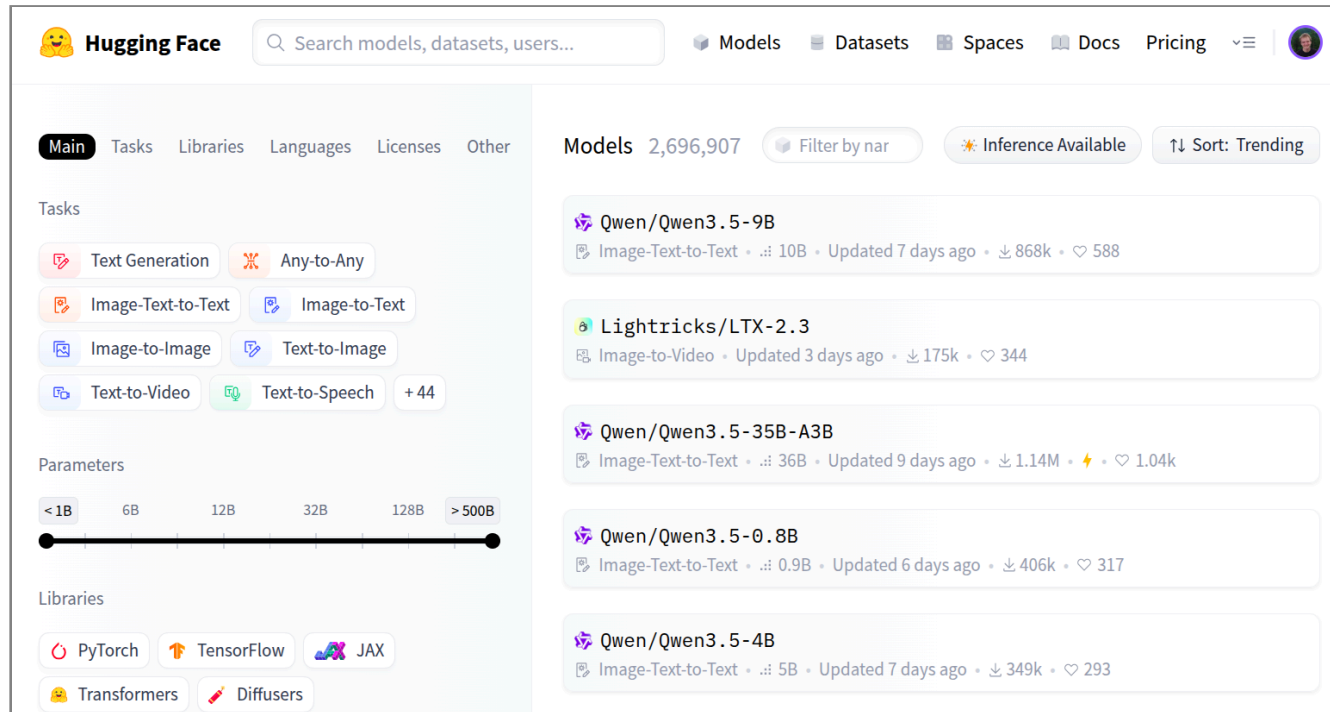 Hugging Face
Search models, datasets, users...
Models Datasets Spaces Docs Pricing
Main Tasks Libraries Languages Licenses Other
Tasks
Text Generation Any-to-Any
Image-Text-to-Text Image-to-Text
Image-to-Image Text-to-Image
Text-to-Video Text-to-Speech +44
Parameters
< 1B 6B 12B 32B 128B > 500B
Libraries
PyTorch TensorFlow JAX
Transformers Diffusers
Models 2,696,907 Filter by nar Inference Available Sort: Trending
Qwen/Qwen3.5-9B
Image-Text-to-Text • 10B • Updated 7 days ago • 868k • 588
Lightricks/LTX-2.3
Image-to-Video • Updated 3 days ago • 175k • 344
Qwen/Qwen3.5-35B-A3B
Image-Text-to-Text • 36B • Updated 9 days ago • 1.14M • 1.04k
Qwen/Qwen3.5-0.8B
Image-Text-to-Text • 0.9B • Updated 6 days ago • 406k • 317
Qwen/Qwen3.5-4B
Image-Text-to-Text • 5B • Updated 7 days ago • 349k • 293